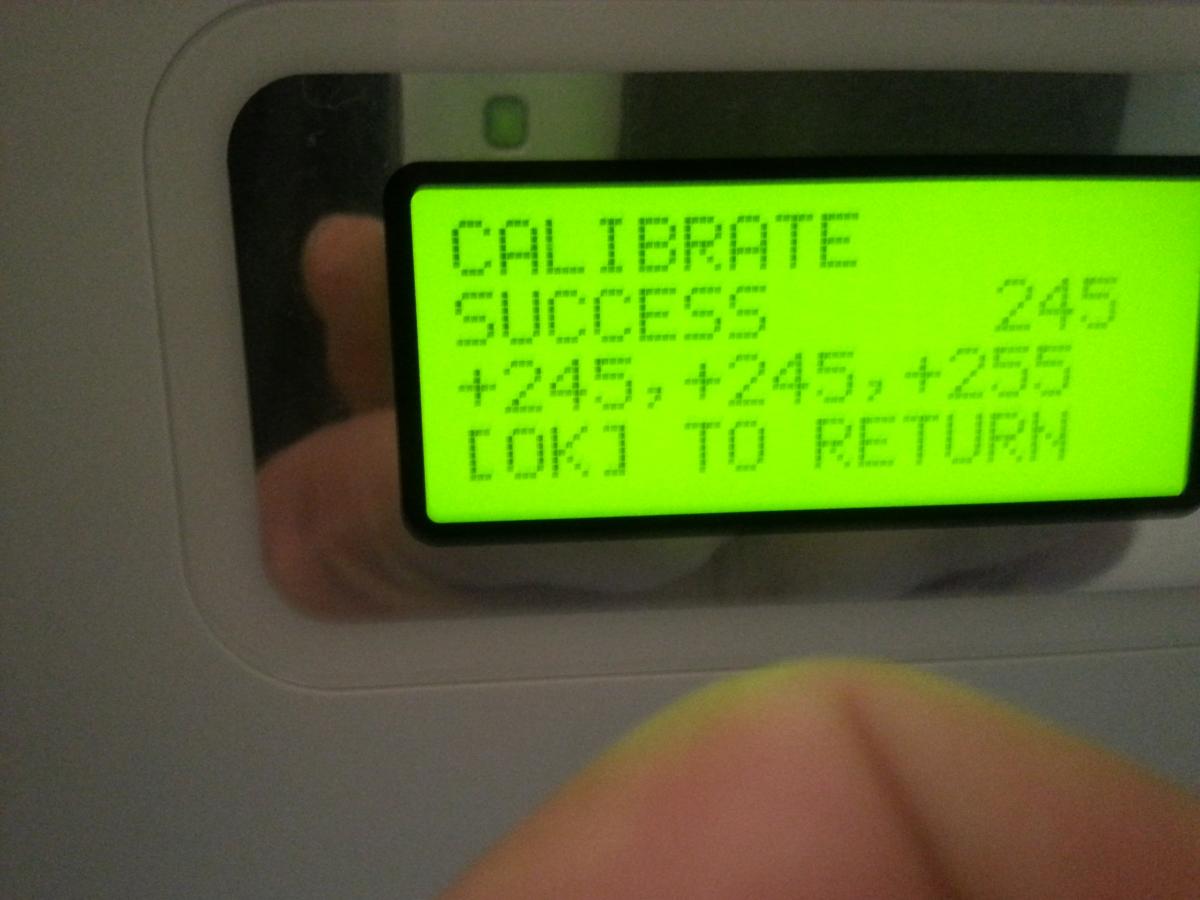 CALIBRATE
SUCCESS 245
+245,+245,+255
[OK] TO RETURN